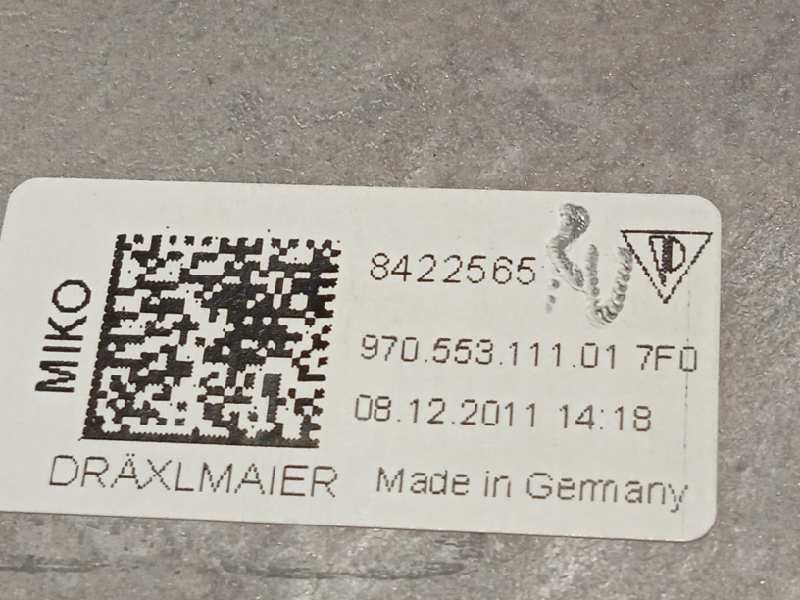 MIKO
8422565
970.553.111.01 7F0
08.12.2011 14:18
DRÄXLMAIER Made in Germany